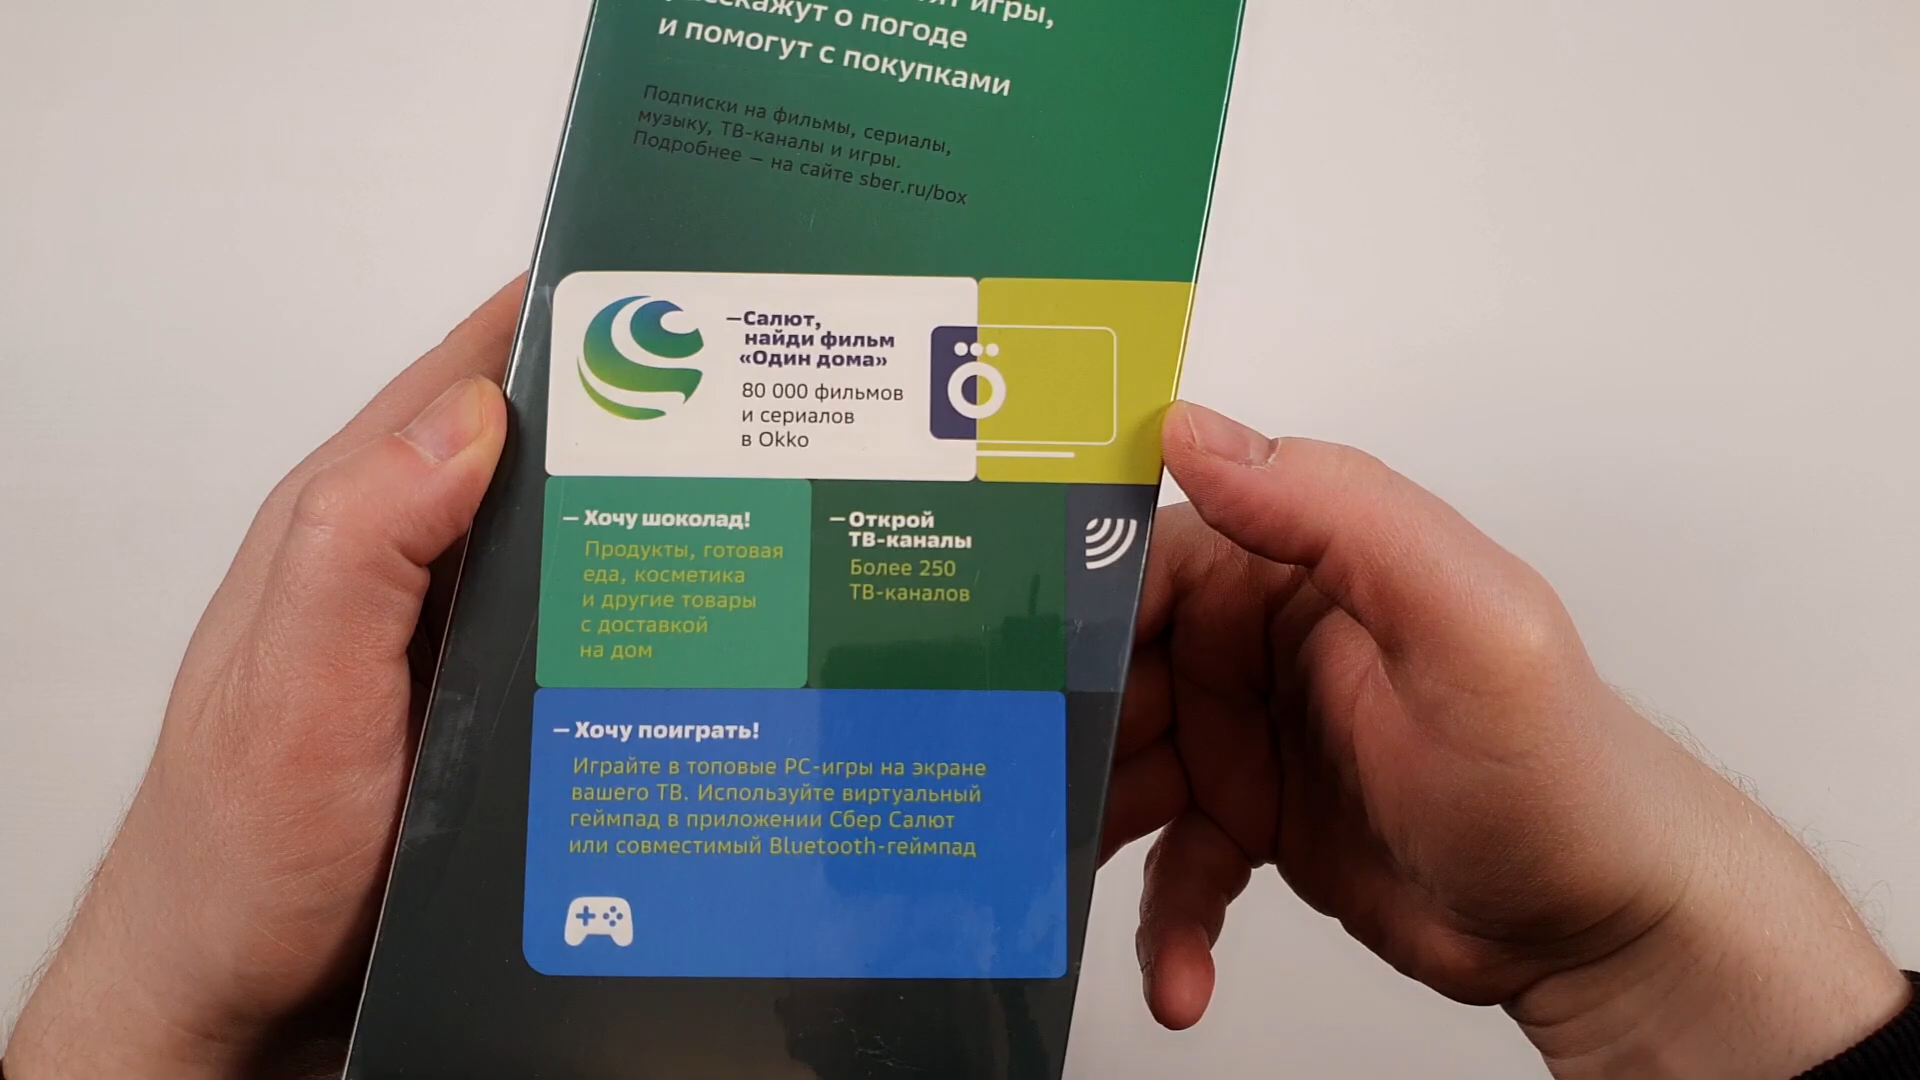 игры,
о погоде
и помогут с покупками
Подписки на фильмы, сериалы,
музыку, ТВ-каналы и игры.
Подробнее — на сайте sber.ru/box
—Салют,
найди фильм
«Один дома»
80 000 фильмов
и сериалов
в Okko
— Хочу шоколад!
Продукты, готовая
еда, косметика
и другие товары
с доставкой
на дом
— Открой
ТВ-каналы
Более 250
ТВ-каналов
— Хочу поиграть!
Играйте в топовые PC-игры на экране
вашего ТВ. Используйте виртуальный
геймпад в приложении Сбер Салют
или совместимый Bluetooth-геймпад